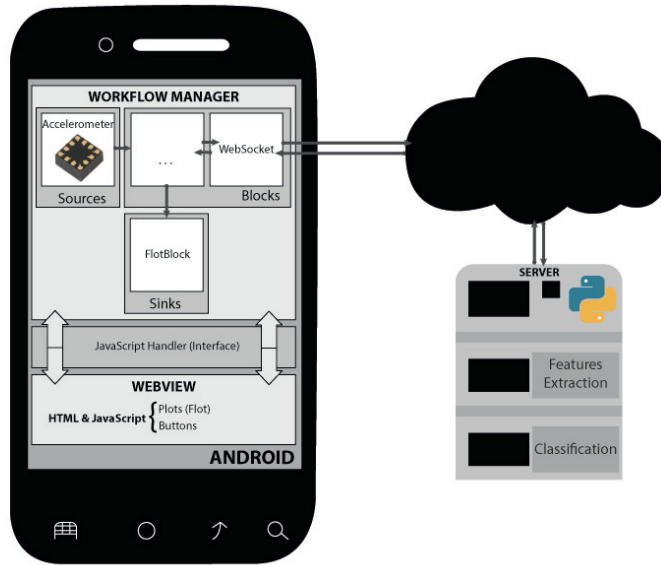 WORKFLOW MANAGER
Accelerometer
Sources
...
WebSocket
Blocks
FlotBlock
Sinks
JavaScript Handler (Interface)
WEBVIEW
HTML & JavaScript
Plots (Flot)
Buttons
ANDROID
SERVER
Features
Extraction
Classification